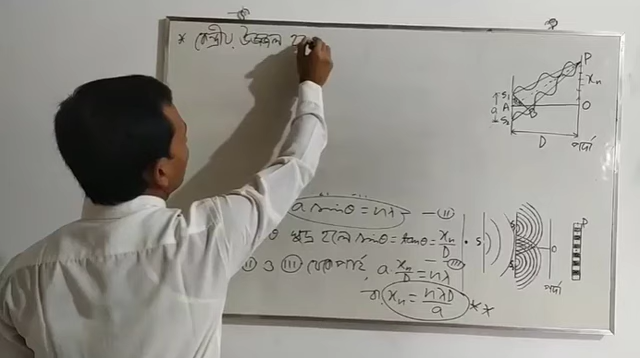 * কেন্দ্রীয় উজ্জ্বল
a sinθ = nλ — (II)
θ ক্ষুদ্র হলে sinθ = tanθ = xₙ/D — (III)
(II) ও (III) থেকে পাই, a · xₙ/D = nλ
বা, xₙ = nλD/a **
P
xₙ
S₁
a
A
O
S₂
D
পর্দা
S
O
P
পর্দা